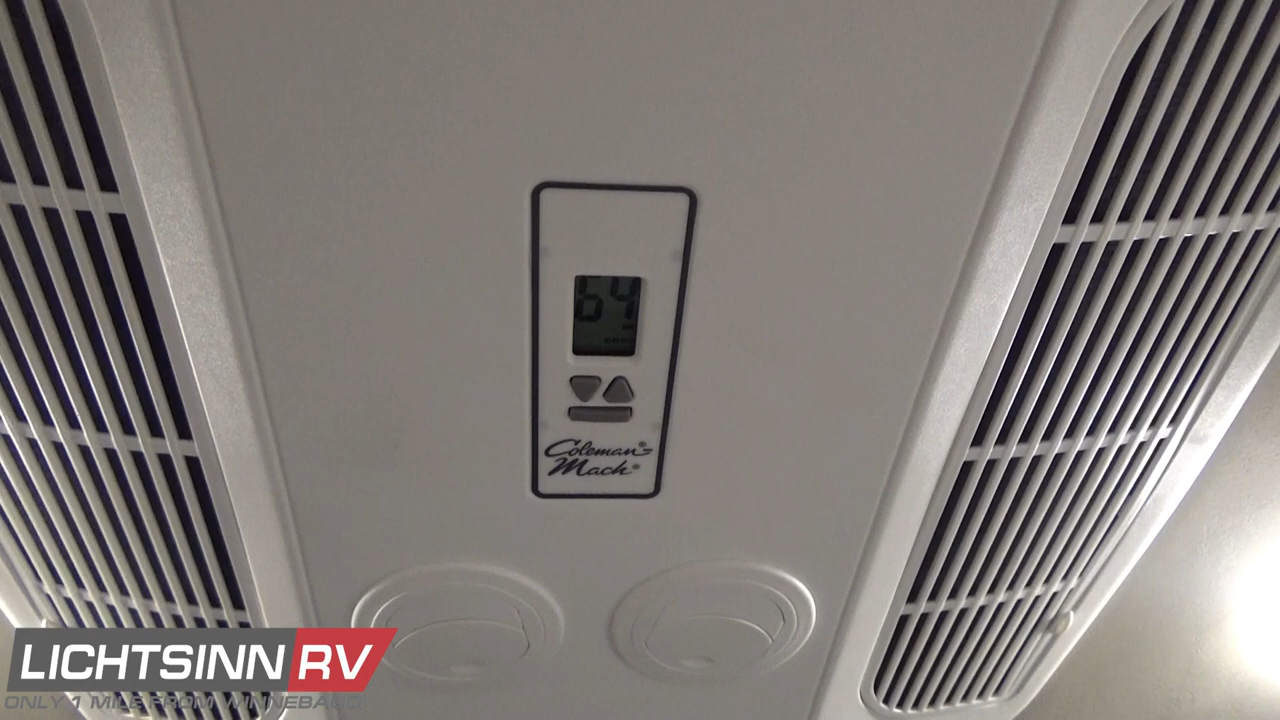 64
COOL
Coleman®
Mach®
LICHTSINN RV
ONLY 1 MILE FROM WINNEBAGO